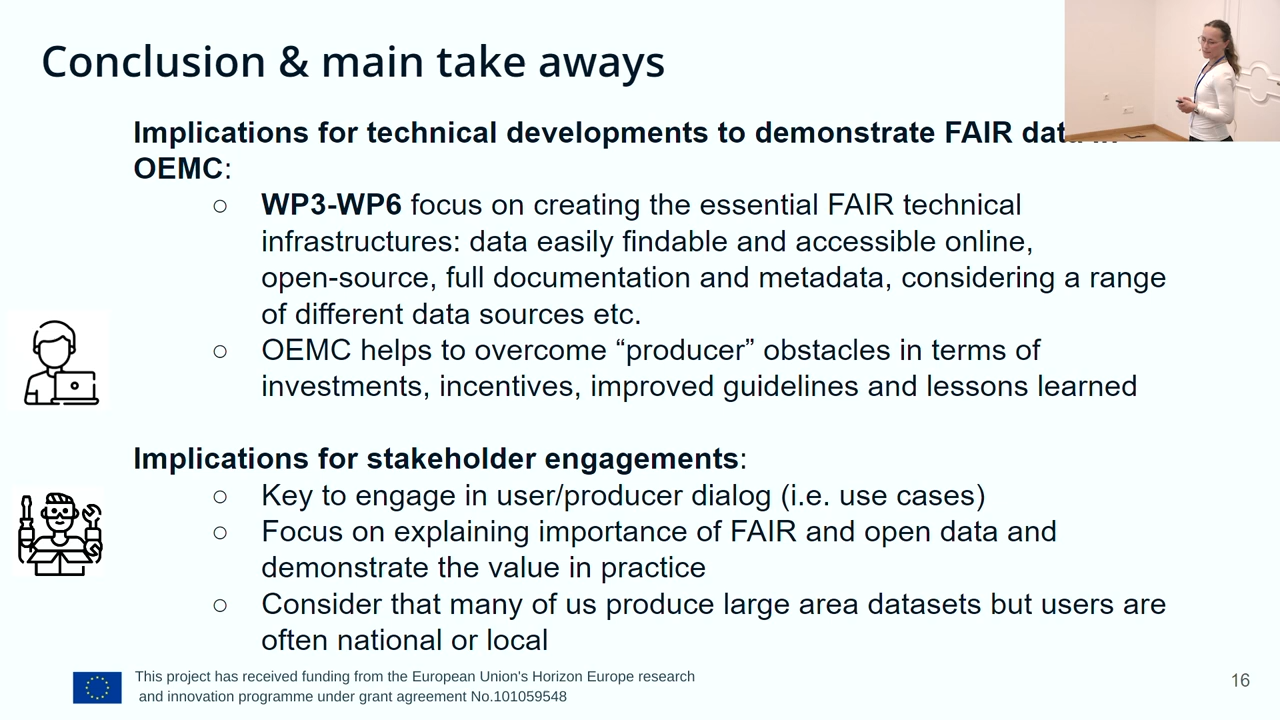 Conclusion & main take aways
Implications for technical developments to demonstrate FAIR data in
OEMC:
○ WP3-WP6 focus on creating the essential FAIR technical
infrastructures: data easily findable and accessible online,
open-source, full documentation and metadata, considering a range
of different data sources etc.
○ OEMC helps to overcome “producer” obstacles in terms of
investments, incentives, improved guidelines and lessons learned
Implications for stakeholder engagements:
○ Key to engage in user/producer dialog (i.e. use cases)
○ Focus on explaining importance of FAIR and open data and
demonstrate the value in practice
○ Consider that many of us produce large area datasets but users are
often national or local
This project has received funding from the European Union's Horizon Europe research
and innovation programme under grant agreement No.101059548
16